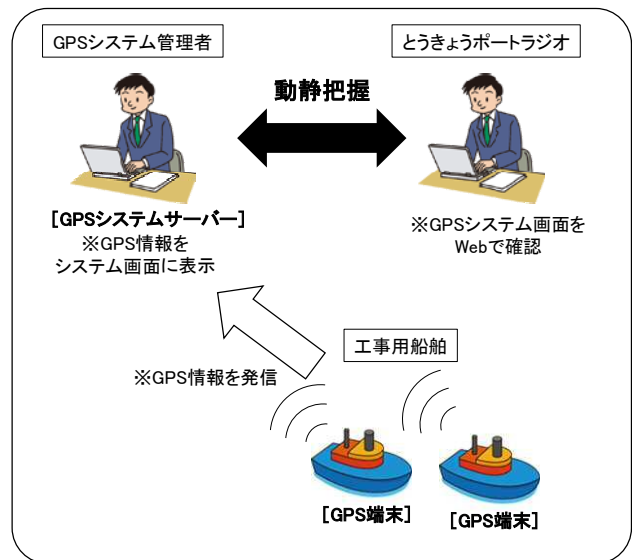 GPSシステム管理者
とうきょうポートラジオ
動静把握
[GPSシステムサーバー]
※GPS情報を
システム画面に表示
※GPSシステム画面を
Webで確認
工事用船舶
※GPS情報を発信
[GPS端末]
[GPS端末]